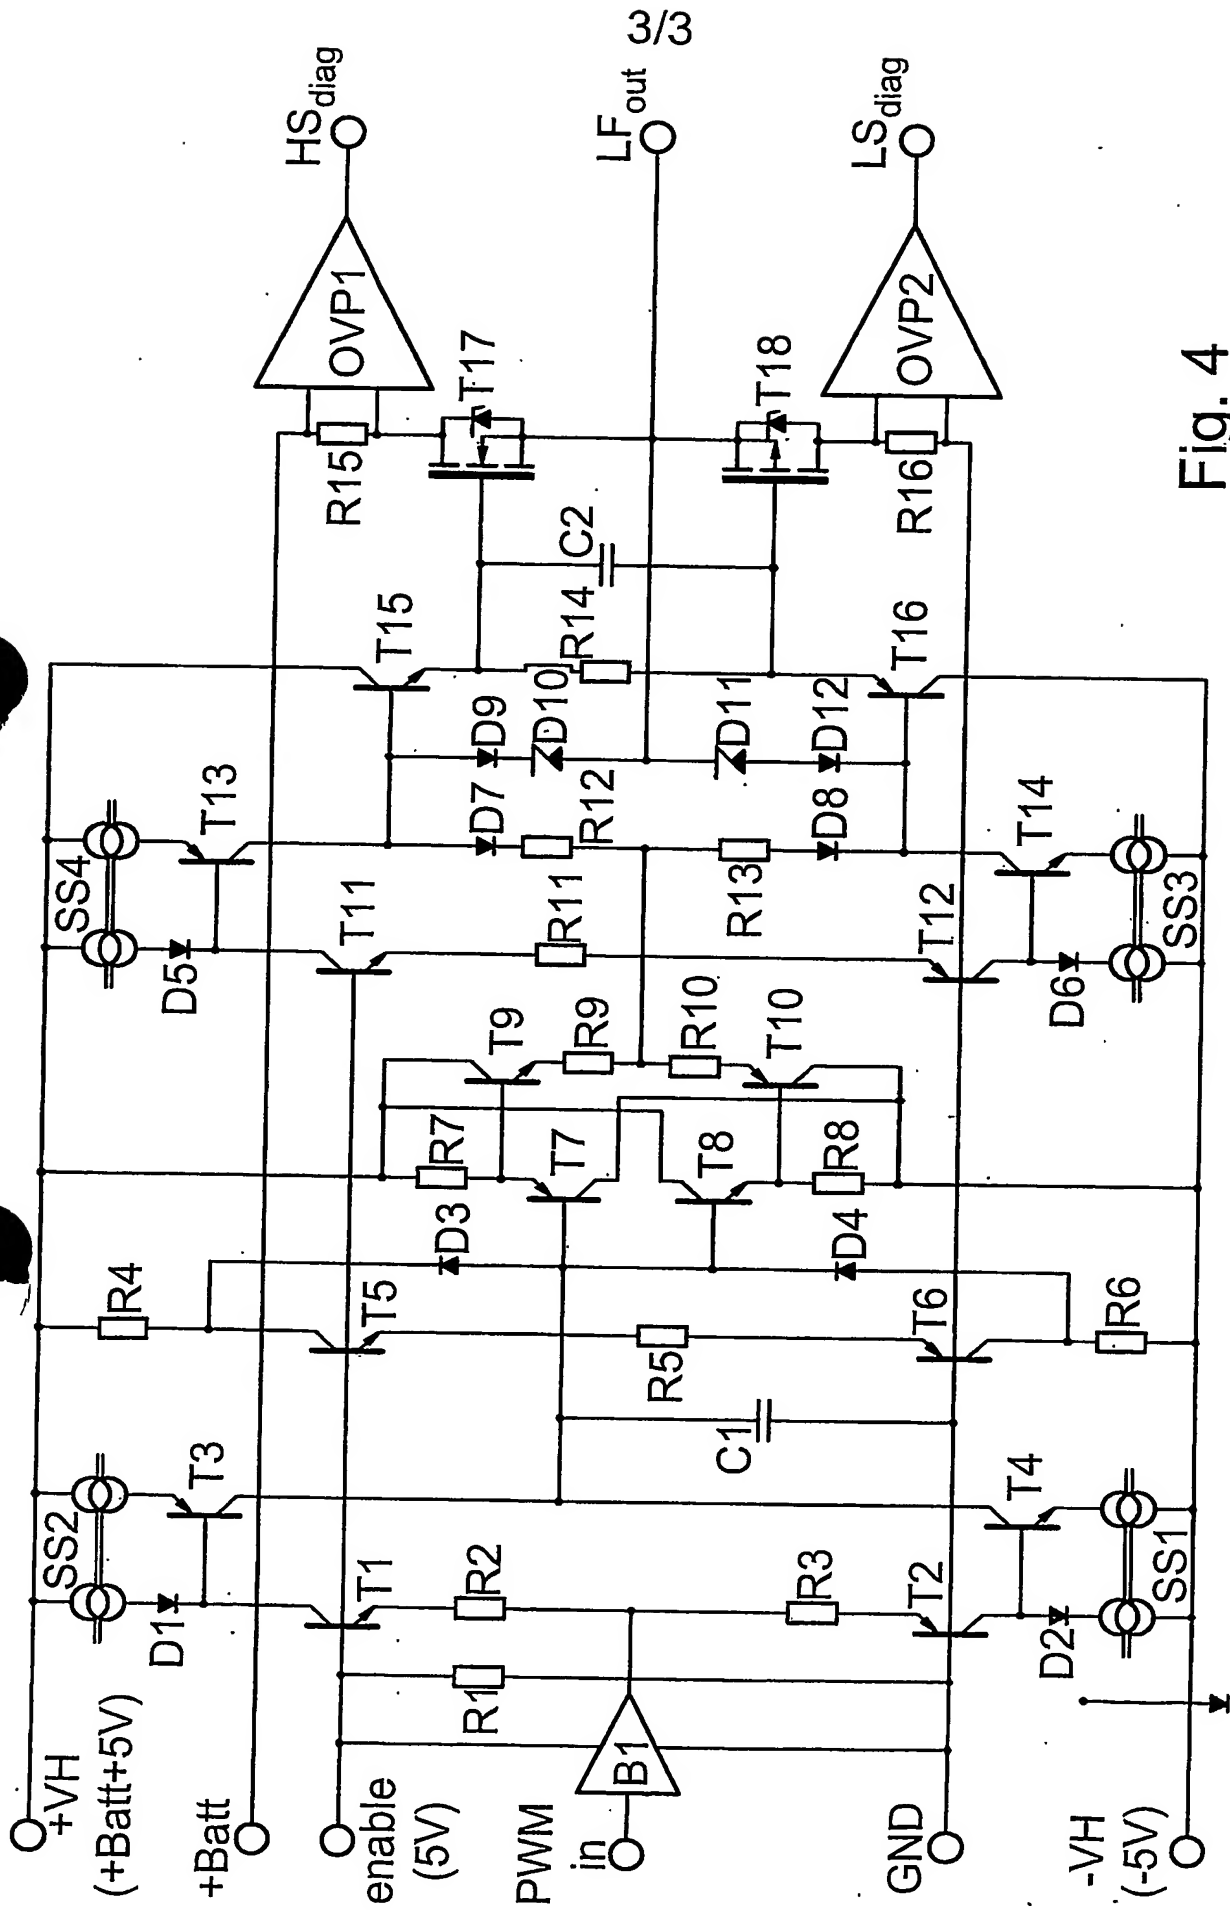 3/3
+VH
(+Batt+5V)
+Batt
enable
(5V)
PWM
in
GND
-VH
(-5V)
B1
R1
SS2
D1
T3
T1
R2
R3
T2
D2
T4
SS1
C1
R4
T5
R5
T6
R6
D3
D4
R7
T7
T8
R8
T9
R9
R10
T10
SS4
D5
T13
T11
R11
T12
D6
SS3
T14
D7
R12
R13
D8
D9
D10
D11
D12
T15
R14
T16
C2
R15
T17
T18
R16
OVP1
OVP2
HSdiag
LFout
LSdiag
Fig. 4